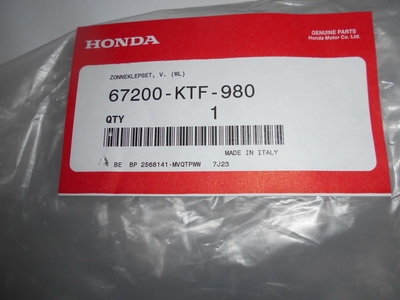 HONDA
GENUINE PARTS
Honda Motor Co. Ltd.
ZONNEKLEPSET, V. (WL)
67200-KTF-980
QTY 1
MADE IN ITALY
BE BP 2568141-MVQTPWW 7J23